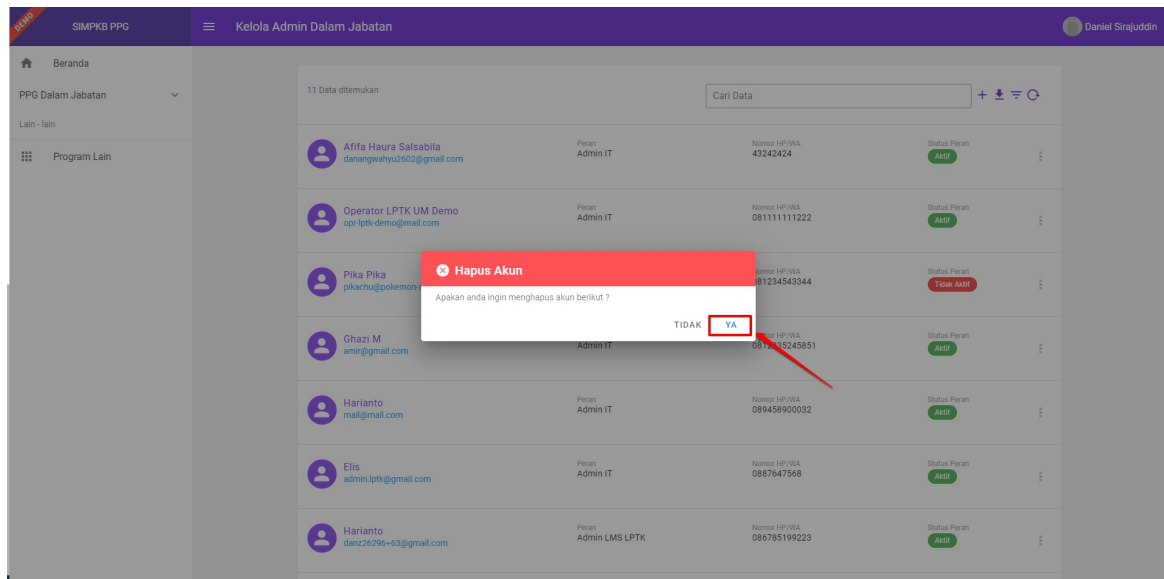 DEMO
SIMPKB PPG
Kelola Admin Dalam Jabatan
Daniel Sirajuddin
Beranda
PPG Dalam Jabatan
Lain - lain
Program Lain
11 Data ditemukan
Cari Data
Afifa Haura Salsabila
danangwahyu2602@gmail.com
Peran
Admin IT
Nomor HP/WA
43242424
Status Peran
Aktif
Operator LPTK UM Demo
opr-lptk-demo@mail.com
Peran
Admin IT
Nomor HP/WA
081111111222
Status Peran
Aktif
Pika Pika
pikachu@pokemon-
Nomor HP/WA
081234543344
Status Peran
Tidak Aktif
Hapus Akun
Apakan anda ingin menghapus akun berikut ?
TIDAK
YA
Ghazi M
amir@gmail.com
Admin IT
Nomor HP/WA
Status Peran
Aktif
Harianto
mail@mail.com
Peran
Admin IT
Nomor HP/WA
089458900032
Status Peran
Aktif
Elis
admin.lptk@gmail.com
Peran
Admin IT
Nomor HP/WA
0887647568
Status Peran
Aktif
Harianto
danz26296+63@gmail.com
Peran
Admin LMS LPTK
Nomor HP/WA
086785199223
Status Peran
Aktif